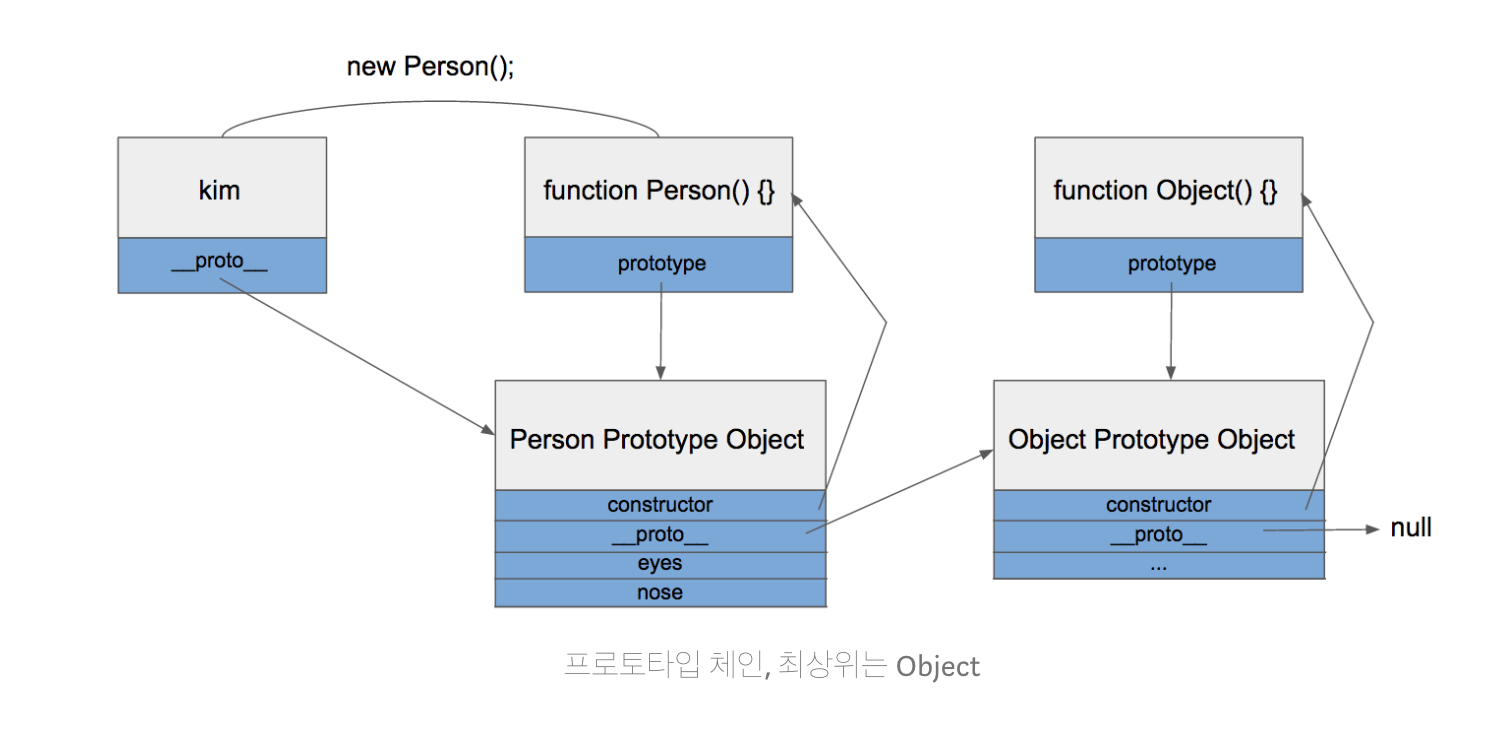 new Person();
kim
__proto__
function Person() {}
prototype
function Object() {}
prototype
Person Prototype Object
constructor
__proto__
eyes
nose
Object Prototype Object
constructor
__proto__
...
null
프로토타입 체인, 최상위는 Object